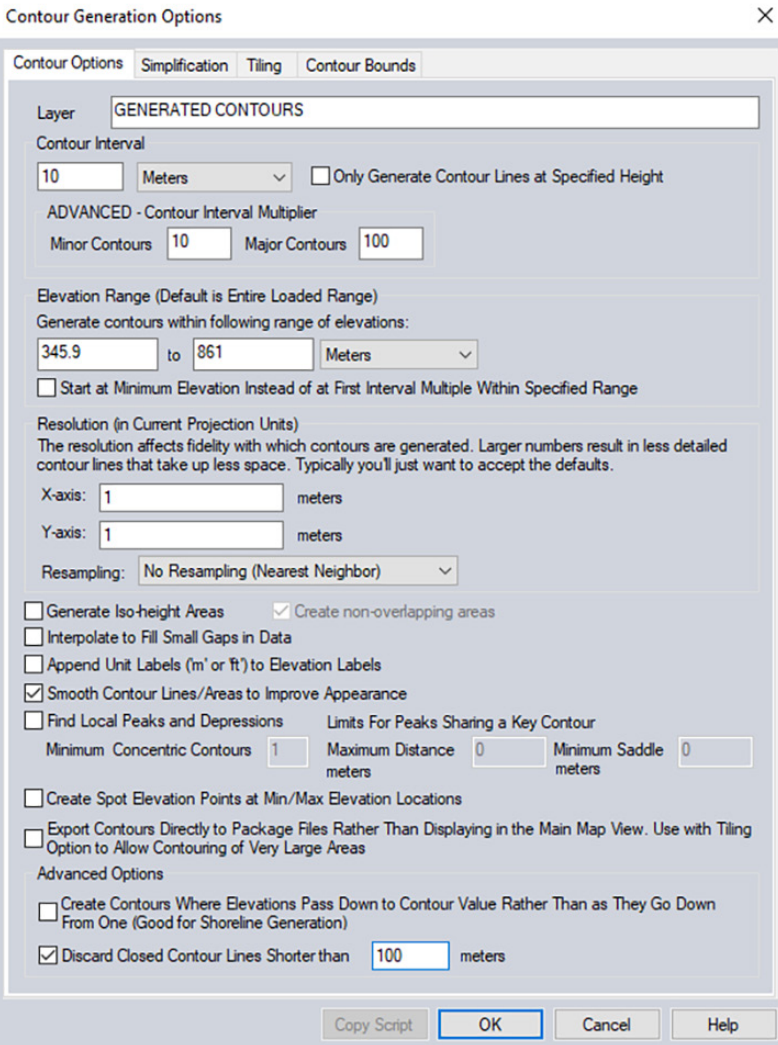 Contour Generation Options
Contour Options Simplification Tiling Contour Bounds
Layer GENERATED CONTOURS
Contour Interval
10 Meters Only Generate Contour Lines at Specified Height
ADVANCED - Contour Interval Multiplier
Minor Contours 10 Major Contours 100
Elevation Range (Default is Entire Loaded Range)
Generate contours within following range of elevations:
345.9 to 861 Meters
Start at Minimum Elevation Instead of at First Interval Multiple Within Specified Range
Resolution (in Current Projection Units)
The resolution affects fidelity with which contours are generated. Larger numbers result in less detailed
contour lines that take up less space. Typically you'll just want to accept the defaults.
X-axis: 1 meters
Y-axis: 1 meters
Resampling: No Resampling (Nearest Neighbor)
Generate Iso-height Areas Create non-overlapping areas
Interpolate to Fill Small Gaps in Data
Append Unit Labels ('m' or 'ft') to Elevation Labels
Smooth Contour Lines/Areas to Improve Appearance
Find Local Peaks and Depressions Limits For Peaks Sharing a Key Contour
Minimum Concentric Contours 1 Maximum Distance 0 Minimum Saddle 0
meters meters
Create Spot Elevation Points at Min/Max Elevation Locations
Export Contours Directly to Package Files Rather Than Displaying in the Main Map View. Use with Tiling
Option to Allow Contouring of Very Large Areas
Advanced Options
Create Contours Where Elevations Pass Down to Contour Value Rather Than as They Go Down
From One (Good for Shoreline Generation)
Discard Closed Contour Lines Shorter than 100 meters
Copy Script OK Cancel Help